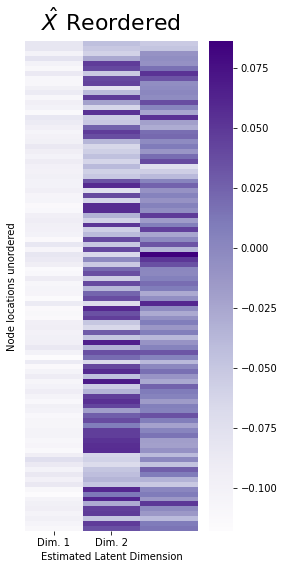 X̂ Reordered
Node locations unordered
Dim. 1
Dim. 2
Estimated Latent Dimension
0.075
0.050
0.025
0.000
−0.025
−0.050
−0.075
−0.100